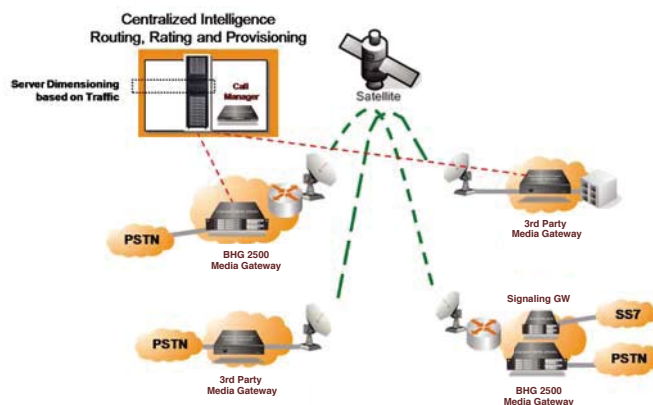 Centralized Intelligence
Routing, Rating and Provisioning
Server Dimensioning
based on Traffic
Call
Manager
Satellite
PSTN
BHG 2500
Media Gateway
3rd Party
Media Gateway
PSTN
3rd Party
Media Gateway
Signaling GW
SS7
PSTN
BHG 2500
Media Gateway